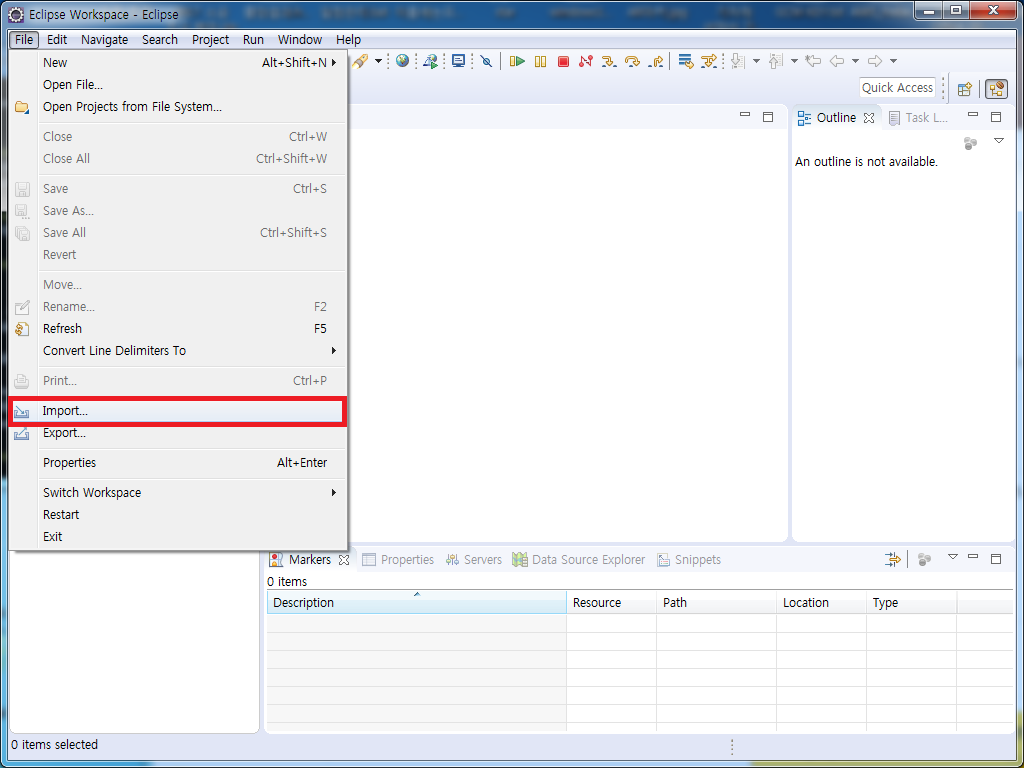 Eclipse Workspace - Eclipse
File Edit Navigate Search Project Run Window Help
New Alt+Shift+N
Open File...
Open Projects from File System...
Close Ctrl+W
Close All Ctrl+Shift+W
Save Ctrl+S
Save As...
Save All Ctrl+Shift+S
Revert
Move...
Rename... F2
Refresh F5
Convert Line Delimiters To
Print... Ctrl+P
Import...
Export...
Properties Alt+Enter
Switch Workspace
Restart
Exit
Quick Access
Outline Task L...
An outline is not available.
Markers Properties Servers Data Source Explorer Snippets
0 items
Description Resource Path Location Type
0 items selected